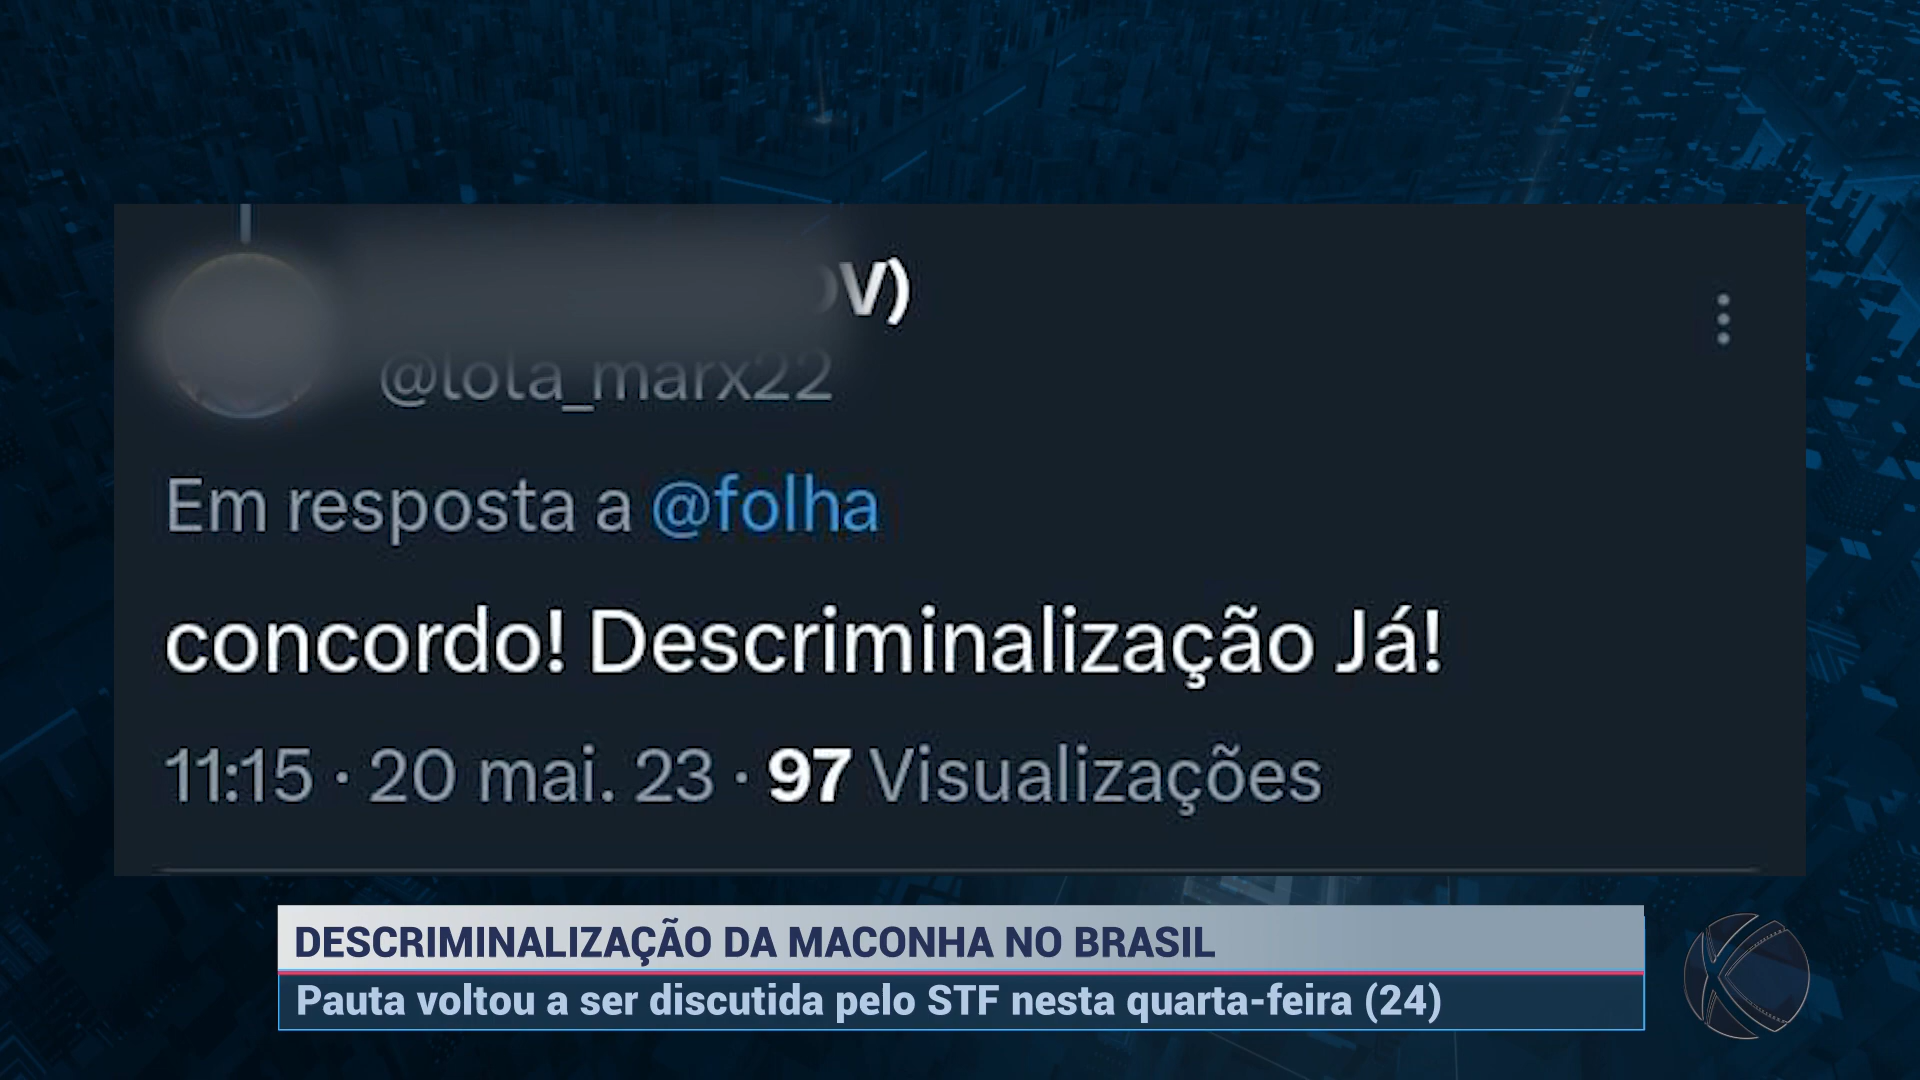 V)
@lola_marx22
Em resposta a @folha
concordo! Descriminalização Já!
11:15 · 20 mai. 23 · 97 Visualizações
DESCRIMINALIZAÇÃO DA MACONHA NO BRASIL
Pauta voltou a ser discutida pelo STF nesta quarta-feira (24)